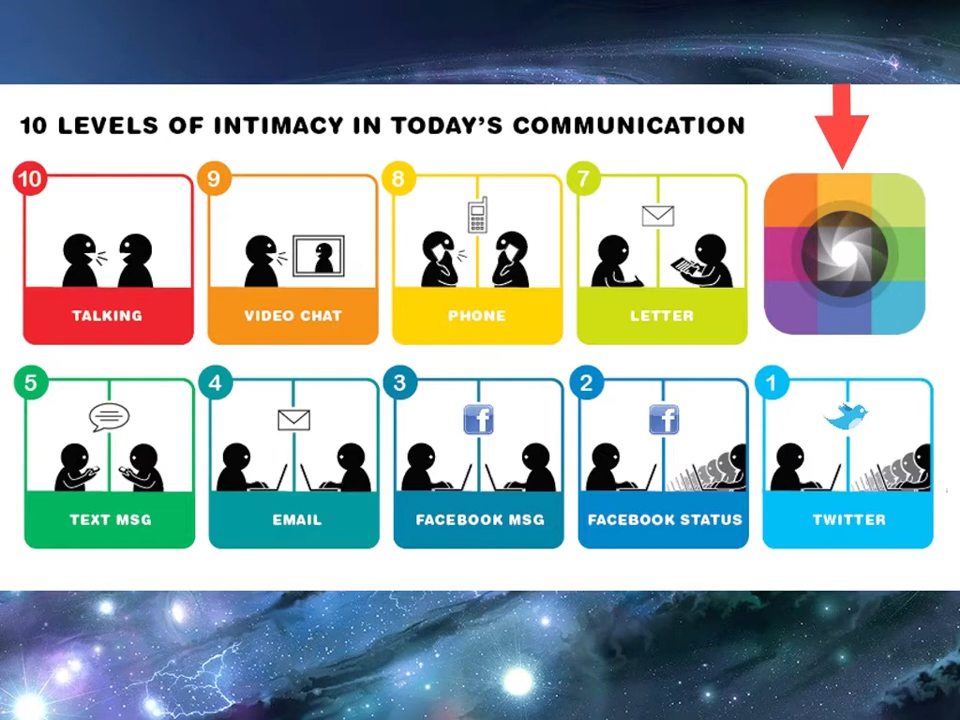 10 LEVELS OF INTIMACY IN TODAY'S COMMUNICATION
10
TALKING
9
VIDEO CHAT
8
PHONE
7
LETTER
5
TEXT MSG
4
EMAIL
3
f
FACEBOOK MSG
2
f
FACEBOOK STATUS
1
TWITTER